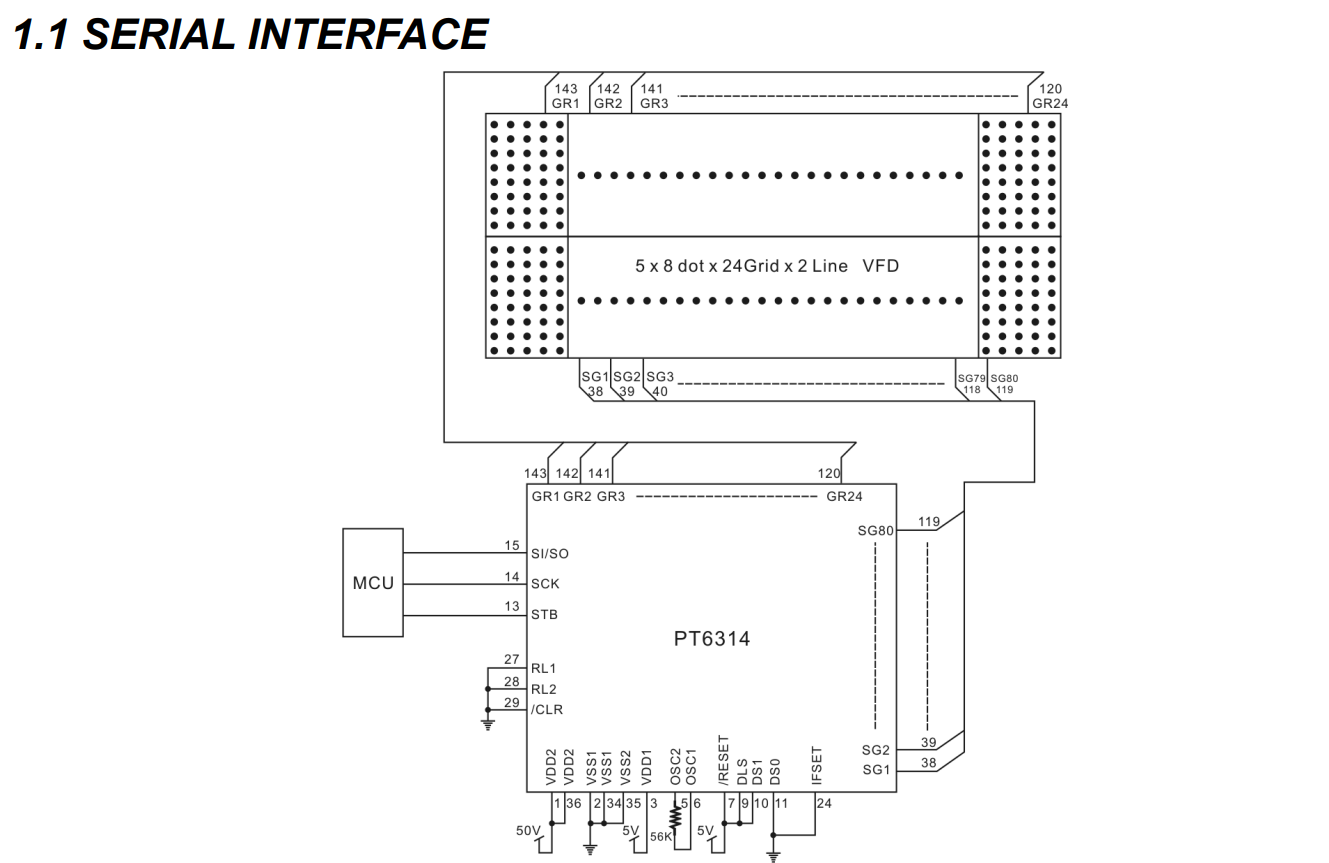 1.1 SERIAL INTERFACE
143 142 141 120
GR1 GR2 GR3 GR24
5 x 8 dot x 24Grid x 2 Line VFD
SG1 SG2 SG3 SG79 SG80
38 39 40 118 119
143 142 141 120
GR1 GR2 GR3 GR24
SG80 119
MCU
15 SI/SO
14 SCK
13 STB
PT6314
27 RL1
28 RL2
29 /CLR
SG2 39
SG1 38
VDD2 VDD2 VSS1 VSS1 VSS2 VDD1 OSC2 OSC1 /RESET DLS DS1 DS0 IFSET
1 36 2 34 35 3 5 6 7 9 10 11 24
50V 5V 56K 5V